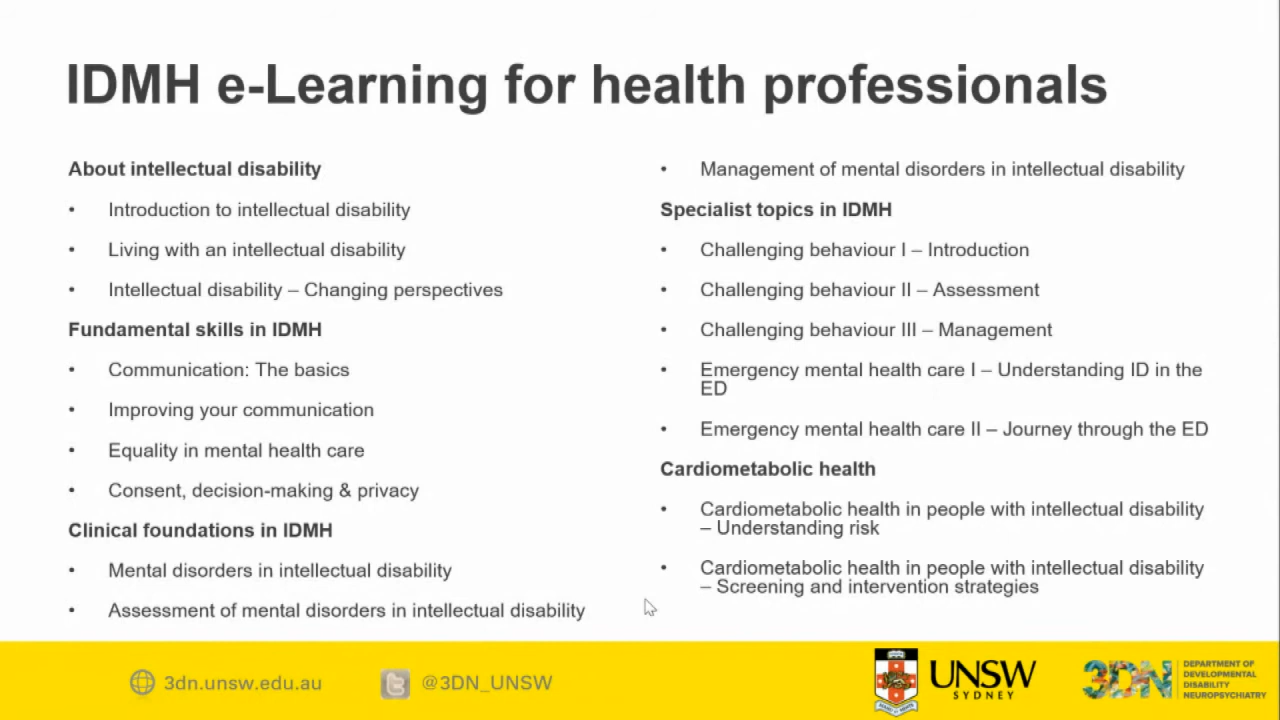 IDMH e-Learning for health professionals
About intellectual disability
• Introduction to intellectual disability
• Living with an intellectual disability
• Intellectual disability – Changing perspectives
Fundamental skills in IDMH
• Communication: The basics
• Improving your communication
• Equality in mental health care
• Consent, decision-making & privacy
Clinical foundations in IDMH
• Mental disorders in intellectual disability
• Assessment of mental disorders in intellectual disability
• Management of mental disorders in intellectual disability
Specialist topics in IDMH
• Challenging behaviour I – Introduction
• Challenging behaviour II – Assessment
• Challenging behaviour III – Management
• Emergency mental health care I – Understanding ID in the
ED
• Emergency mental health care II – Journey through the ED
Cardiometabolic health
• Cardiometabolic health in people with intellectual disability
– Understanding risk
• Cardiometabolic health in people with intellectual disability
– Screening and intervention strategies
3dn.unsw.edu.au
@3DN_UNSW
UNSW
SYDNEY
3DN
DEPARTMENT OF
DEVELOPMENTAL
DISABILITY
NEUROPSYCHIATRY